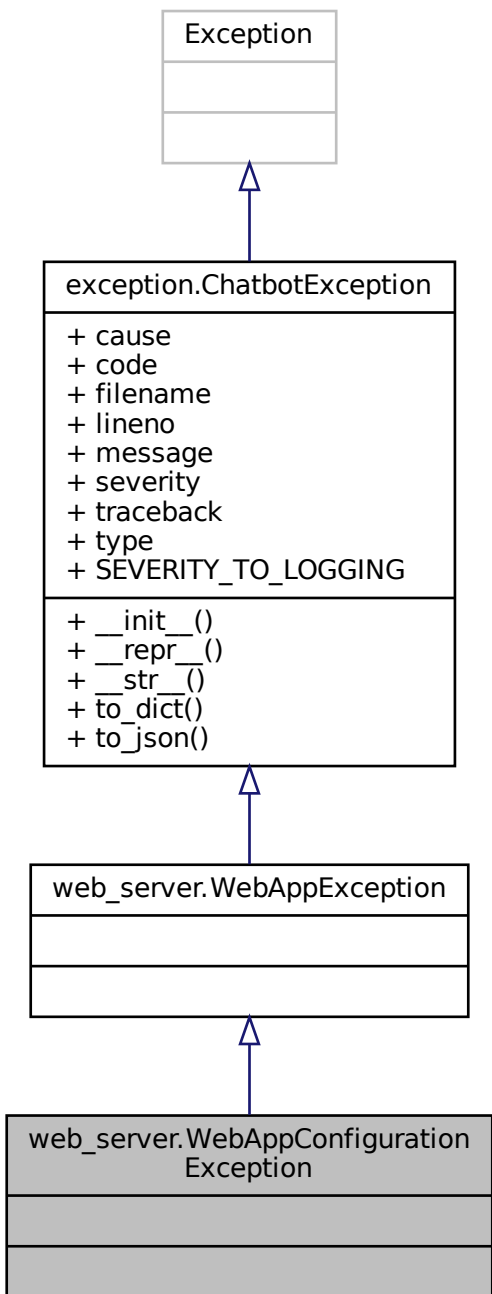 Exception
exception.ChatbotException
+ cause
+ code
+ filename
+ lineno
+ message
+ severity
+ traceback
+ type
+ SEVERITY_TO_LOGGING
+ __init__()
+ __repr__()
+ __str__()
+ to_dict()
+ to_json()
web_server.WebAppException
web_server.WebAppConfiguration
Exception